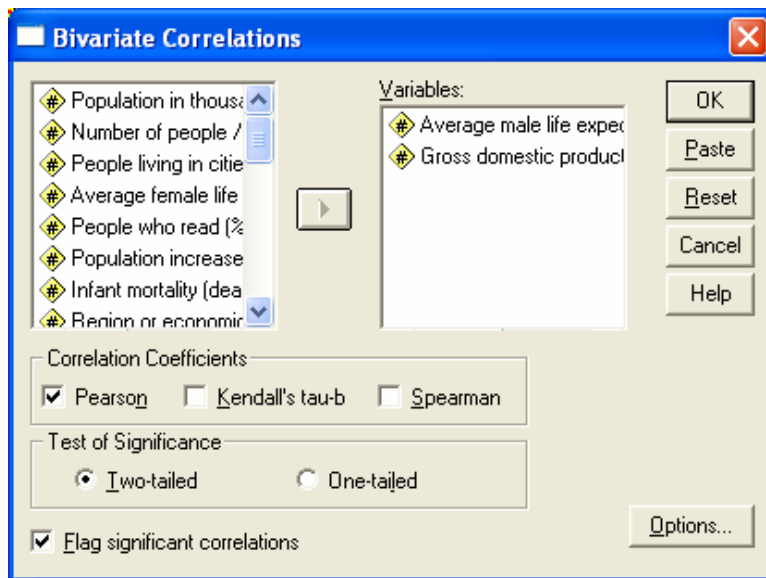 Bivariate Correlations
Population in thousa
Number of people /
People living in citie
Average female life
People who read (%
Population increase
Infant mortality (dea
Region or economic
Variables:
Average male life expec
Gross domestic product
OK
Paste
Reset
Cancel
Help
Correlation Coefficients
Pearson Kendall's tau-b Spearman
Test of Significance
Two-tailed One-tailed
Flag significant correlations
Options...